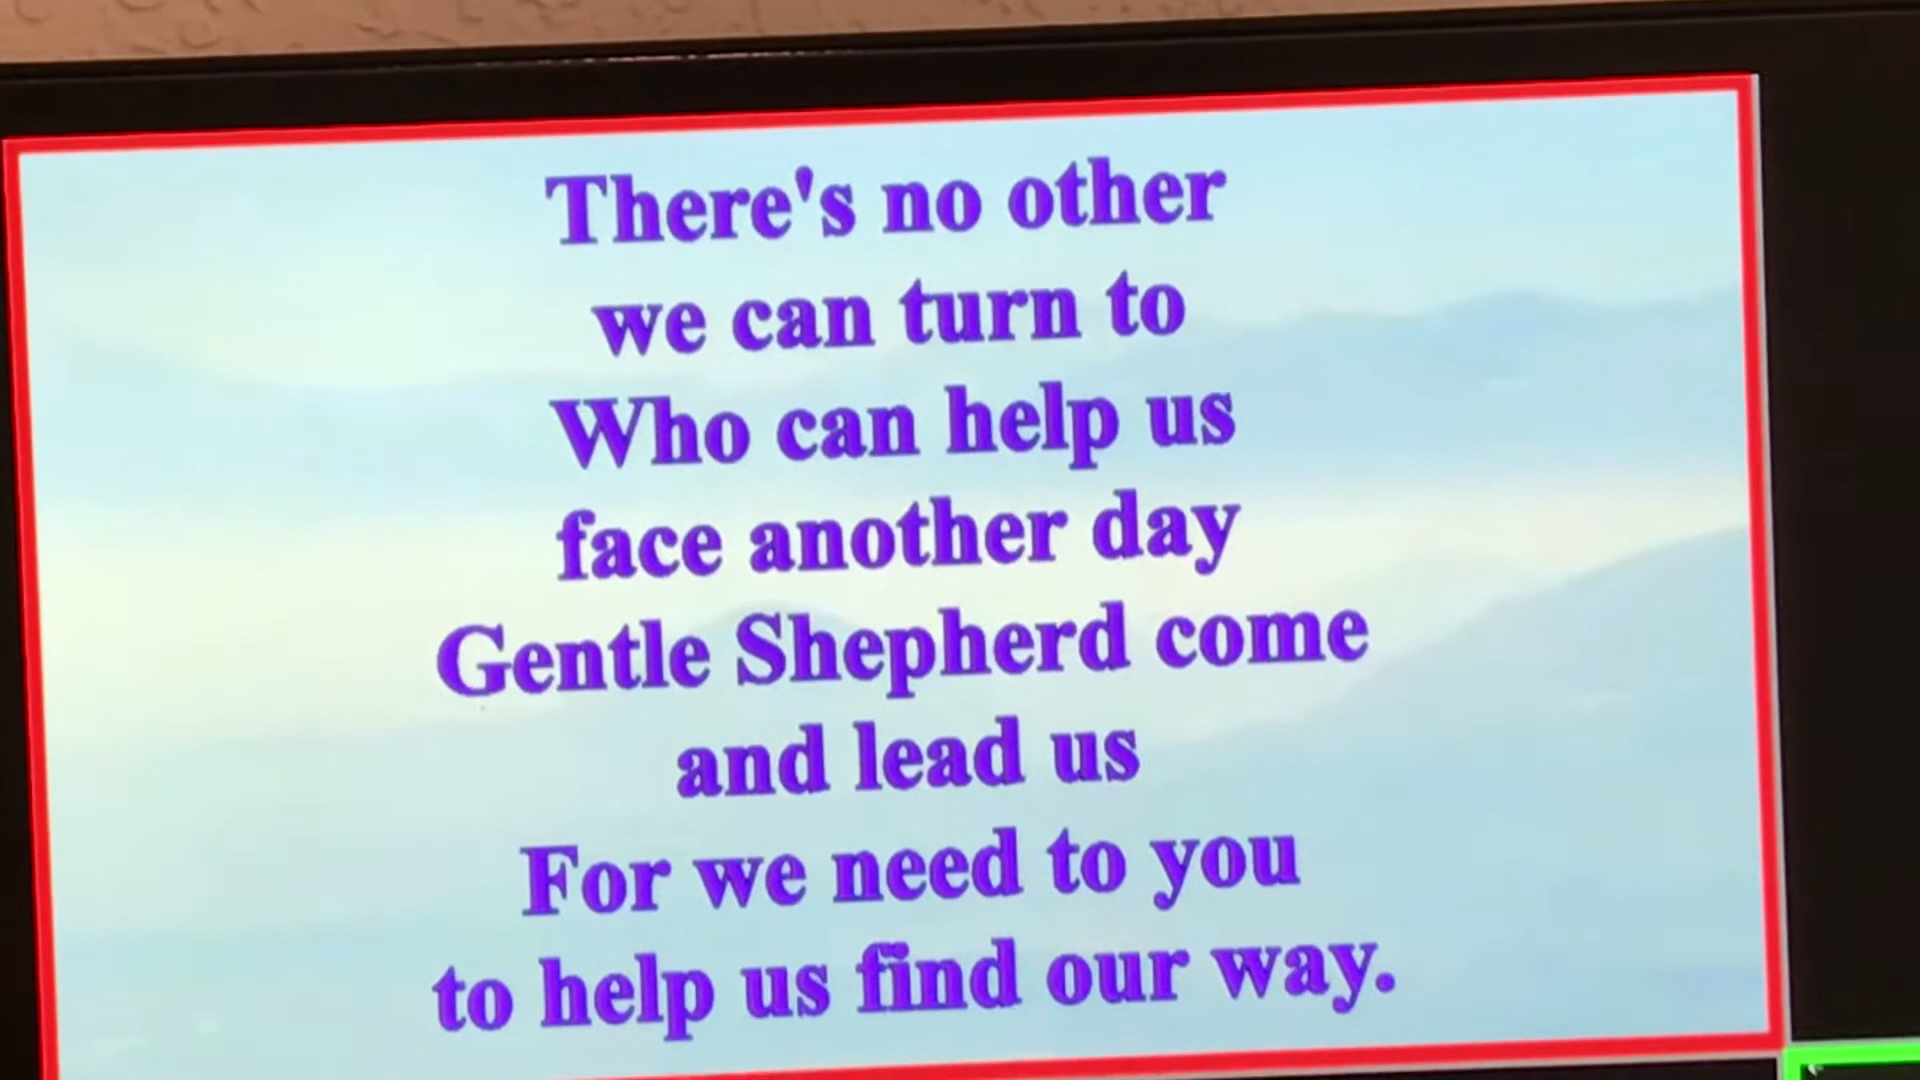 There's no other
we can turn to
Who can help us
face another day
Gentle Shepherd come
and lead us
For we need to you
to help us find our way.